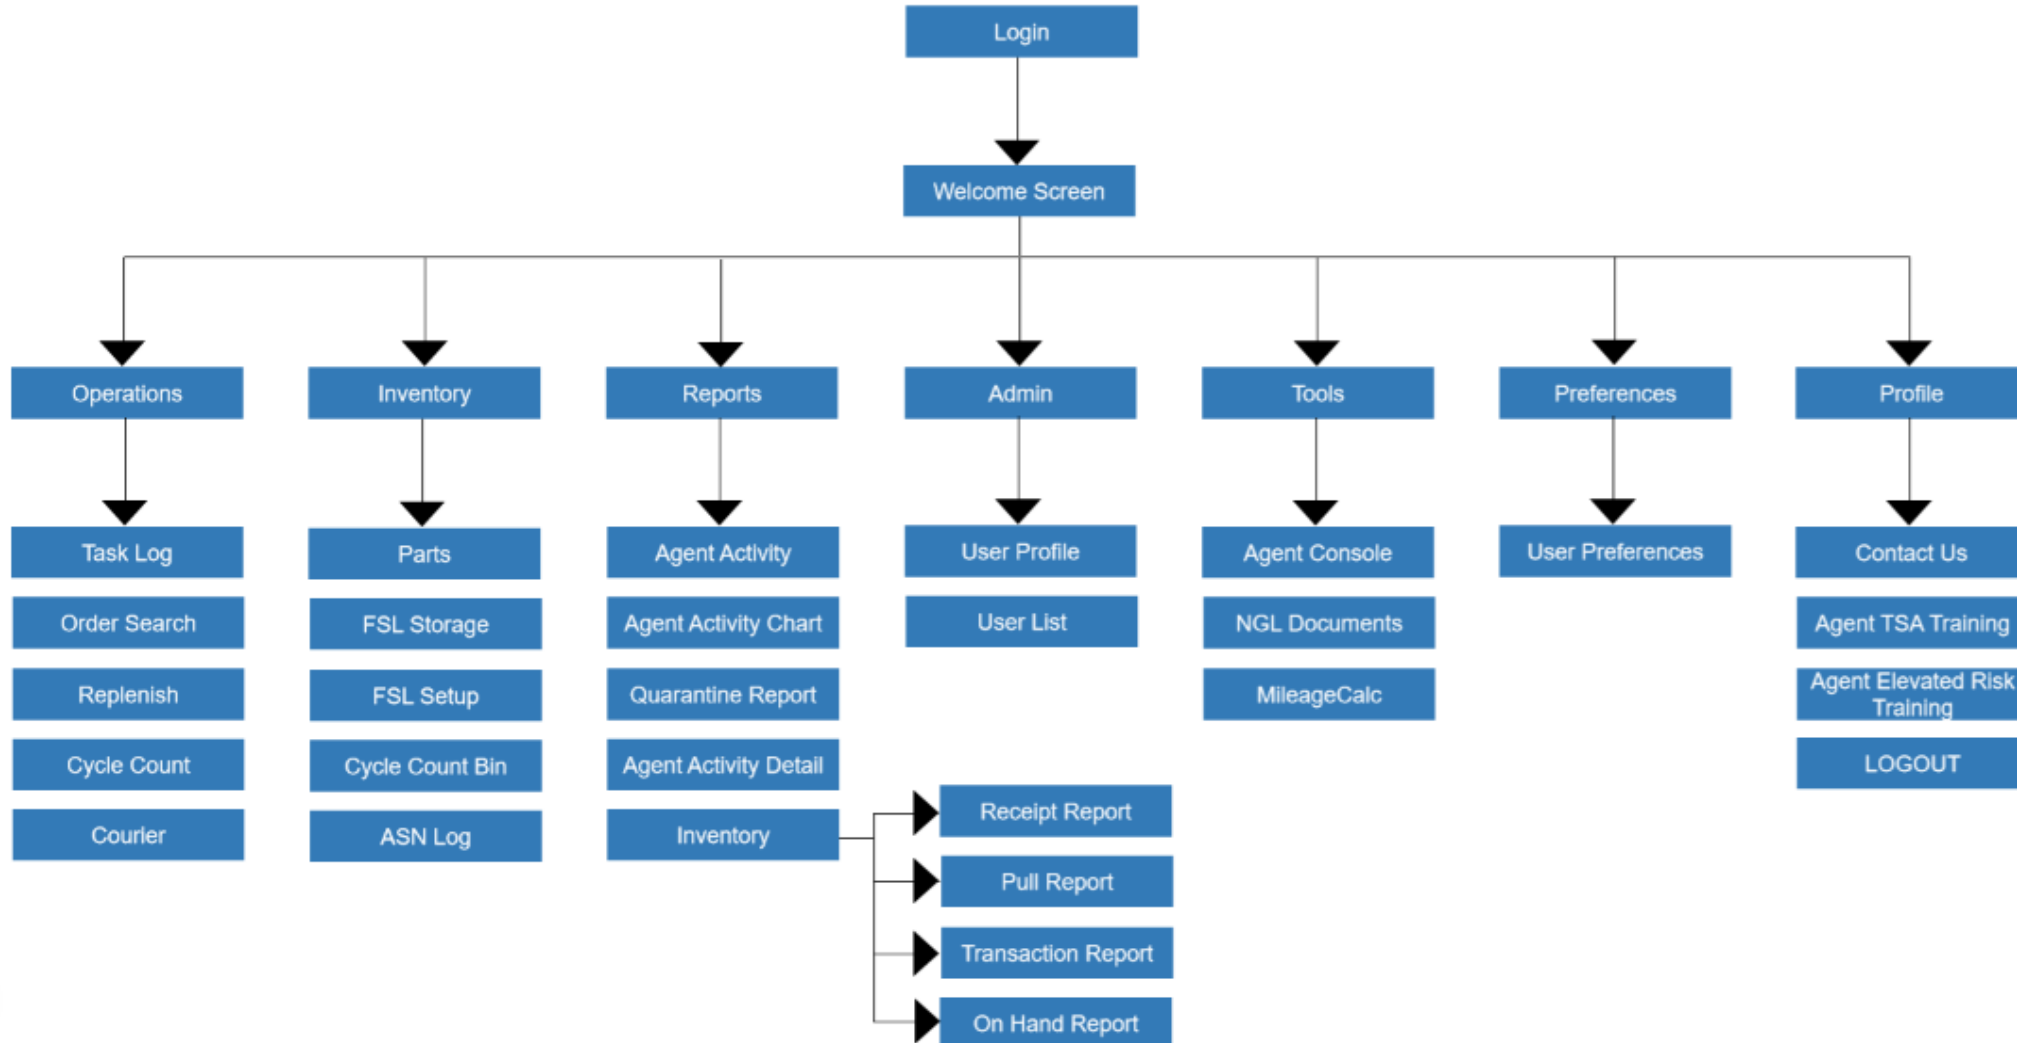 Login
Welcome Screen
Operations
Inventory
Reports
Admin
Tools
Preferences
Profile
Task Log
Order Search
Replenish
Cycle Count
Courier
Parts
FSL Storage
FSL Setup
Cycle Count Bin
ASN Log
Agent Activity
Agent Activity Chart
Quarantine Report
Agent Activity Detail
Inventory
Receipt Report
Pull Report
Transaction Report
On Hand Report
User Profile
User List
Agent Console
NGL Documents
MileageCalc
User Preferences
Contact Us
Agent TSA Training
Agent Elevated Risk
Training
LOGOUT